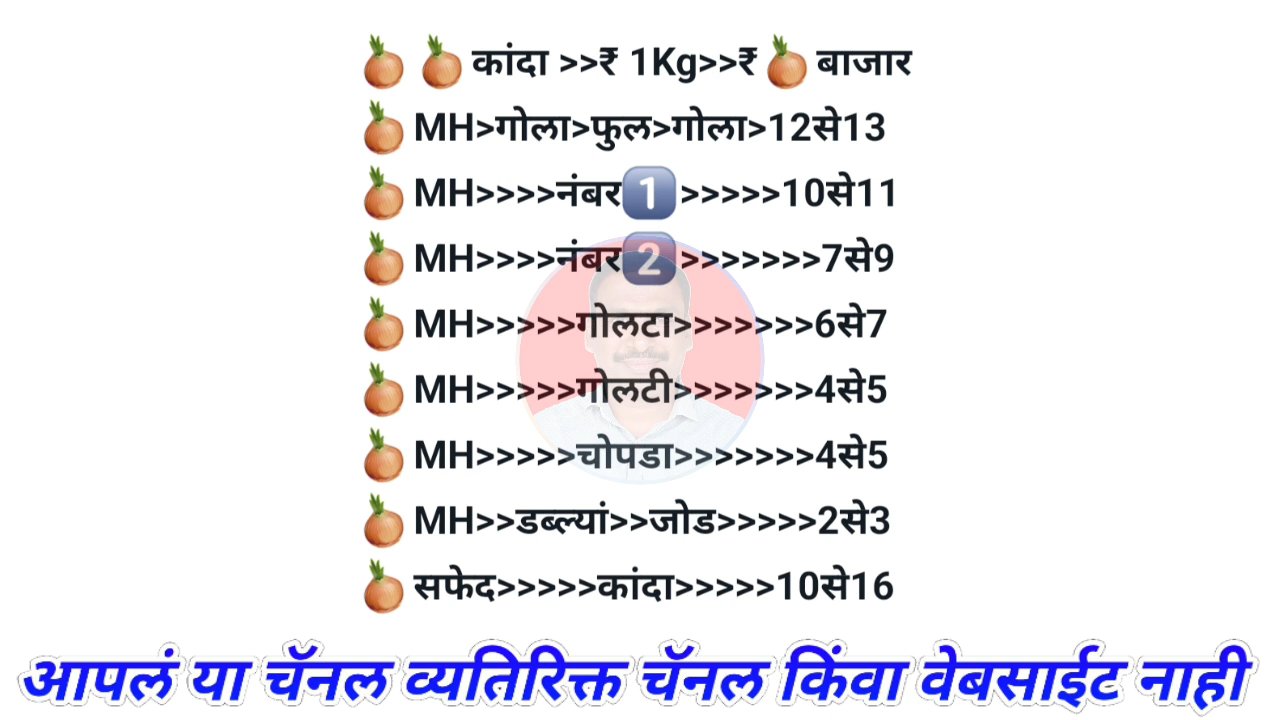 🧅 🧅 कांदा >>₹ 1Kg>>₹ 🧅 बाजार
🧅 MH>गोला>फुल>गोला>12से13
🧅 MH>>>>नंबर1️⃣>>>>>10से11
🧅 MH>>>>नंबर2️⃣>>>>>>>7से9
🧅 MH>>>>>गोलटा>>>>>>>6से7
🧅 MH>>>>>गोलटी>>>>>>>4से5
🧅 MH>>>>>चोपडा>>>>>>>4से5
🧅 MH>>डब्ल्यां>>जोड>>>>>2से3
🧅 सफेद>>>>>कांदा>>>>>10से16
आपलं या चॅनल व्यतिरिक्त चॅनल किंवा वेबसाईट नाही